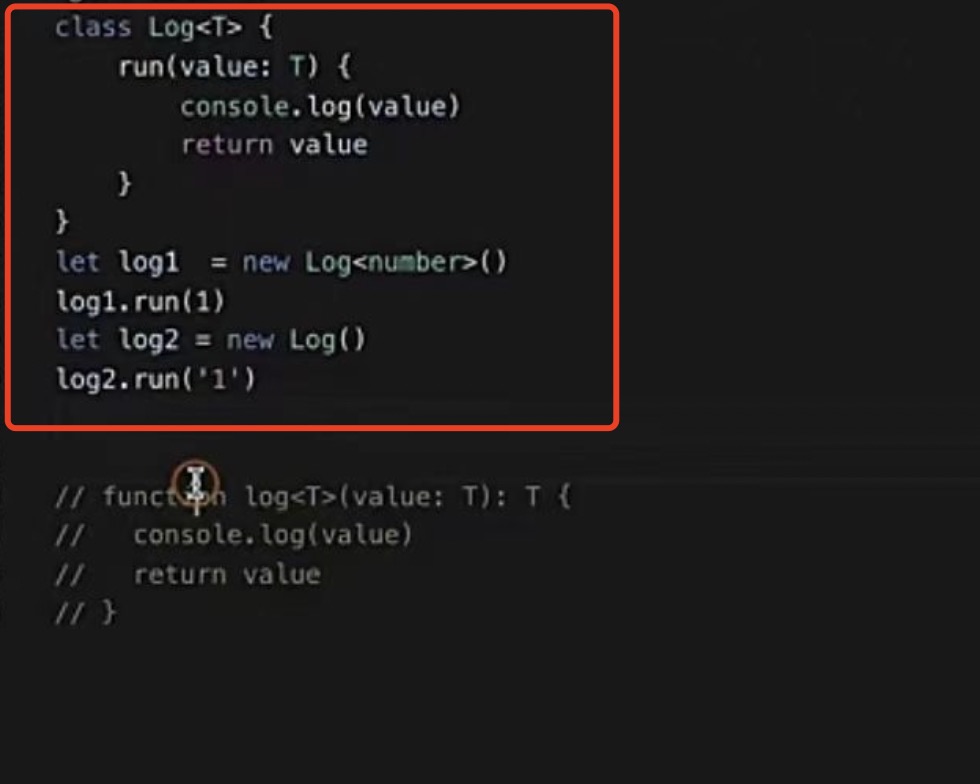 class Log<T> {
    run(value: T) {
        console.log(value)
        return value
    }
}
let log1  = new Log<number>()
log1.run(1)
let log2 = new Log()
log2.run('1')
// function log<T>(value: T): T {
//   console.log(value)
//   return value
// }